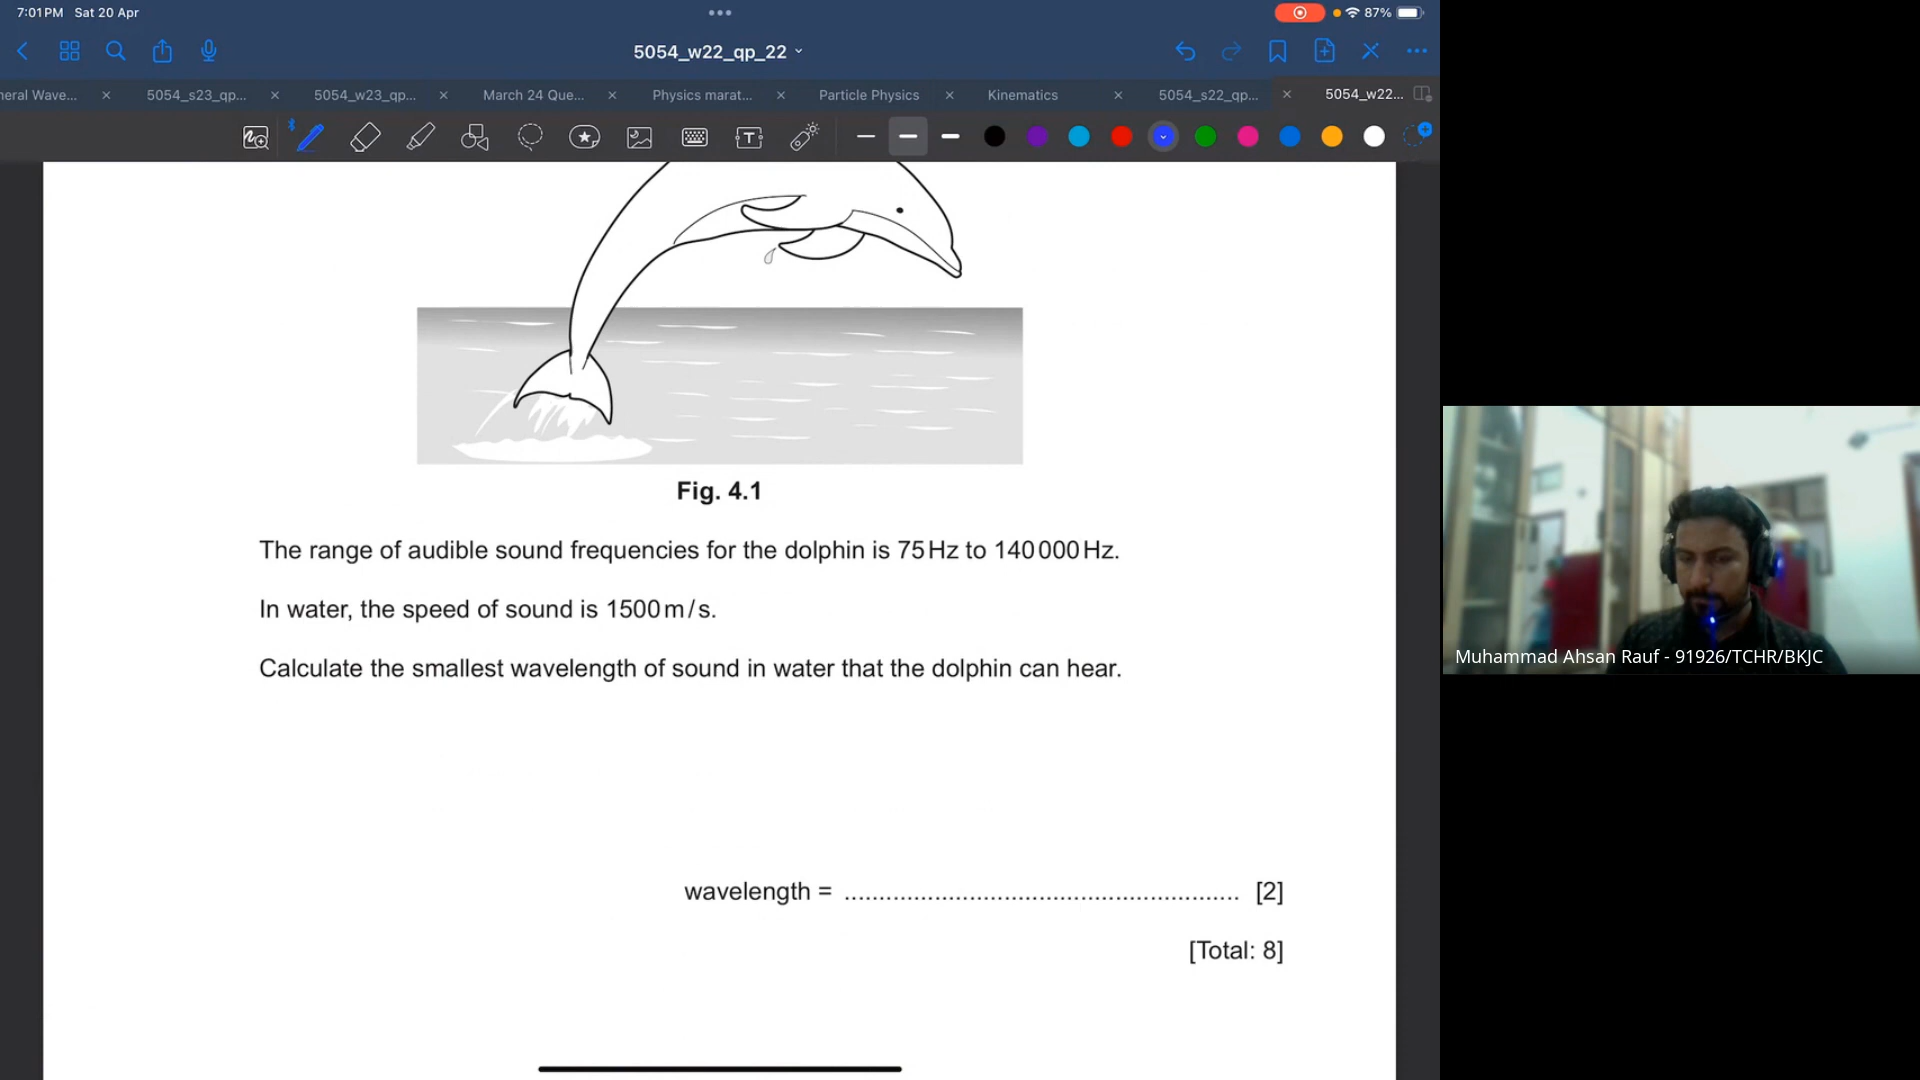 7:01PM Sat 20 Apr
87%
5054_w22_qp_22
neral Wave...
5054_s23_qp...
5054_w23_qp...
March 24 Que...
Physics marat...
Particle Physics
Kinematics
5054_s22_qp...
5054_w22...
Fig. 4.1
The range of audible sound frequencies for the dolphin is 75 Hz to 140 000 Hz.
In water, the speed of sound is 1500 m / s.
Calculate the smallest wavelength of sound in water that the dolphin can hear.
wavelength = .......................................................... [2]
[Total: 8]
Muhammad Ahsan Rauf - 91926/TCHR/BKJC